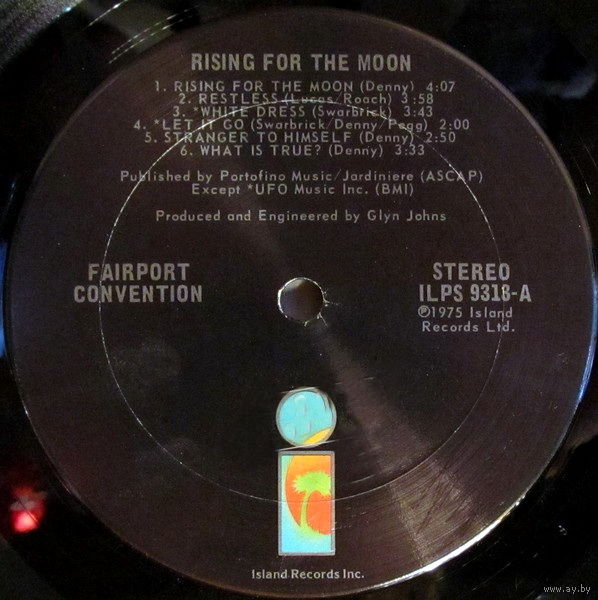 RISING FOR THE MOON
1. RISING FOR THE MOON (Denny) 4:07
2. RESTLESS (Lucas/Roach) 3:58
3. *WHITE DRESS (Swarbrick) 3:43
4. *LET IT GO (Swarbrick/Denny/Pegg) 2:00
5. STRANGER TO HIMSELF (Denny) 2:50
6. WHAT IS TRUE? (Denny) 3:33
Published by Portofino Music/Jardiniere (ASCAP)
Except *UFO Music Inc. (BMI)
Produced and Engineered by Glyn Johns
FAIRPORT
CONVENTION
STEREO
ILPS 9313-A
℗1975 Island
Records Ltd.
Island Records Inc.
www.ay.by